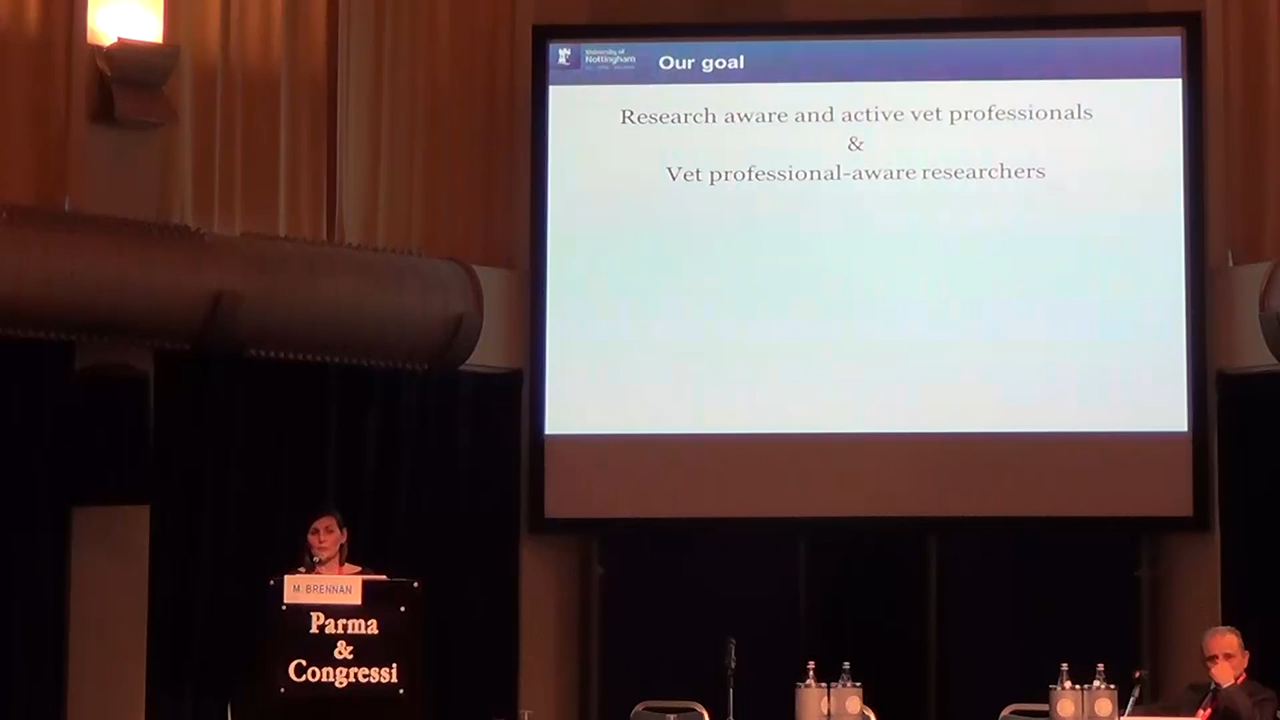 University of
Nottingham
Our goal
Research aware and active vet professionals
&
Vet professional-aware researchers
M. BRENNAN
Parma
&
Congressi